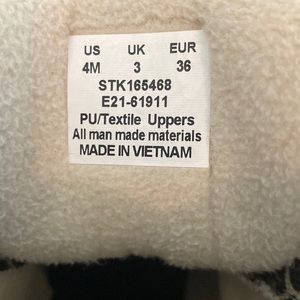 US UK EUR
4M 3 36
STK165468
E21-61911
PU/Textile Uppers
All man made materials
MADE IN VIETNAM